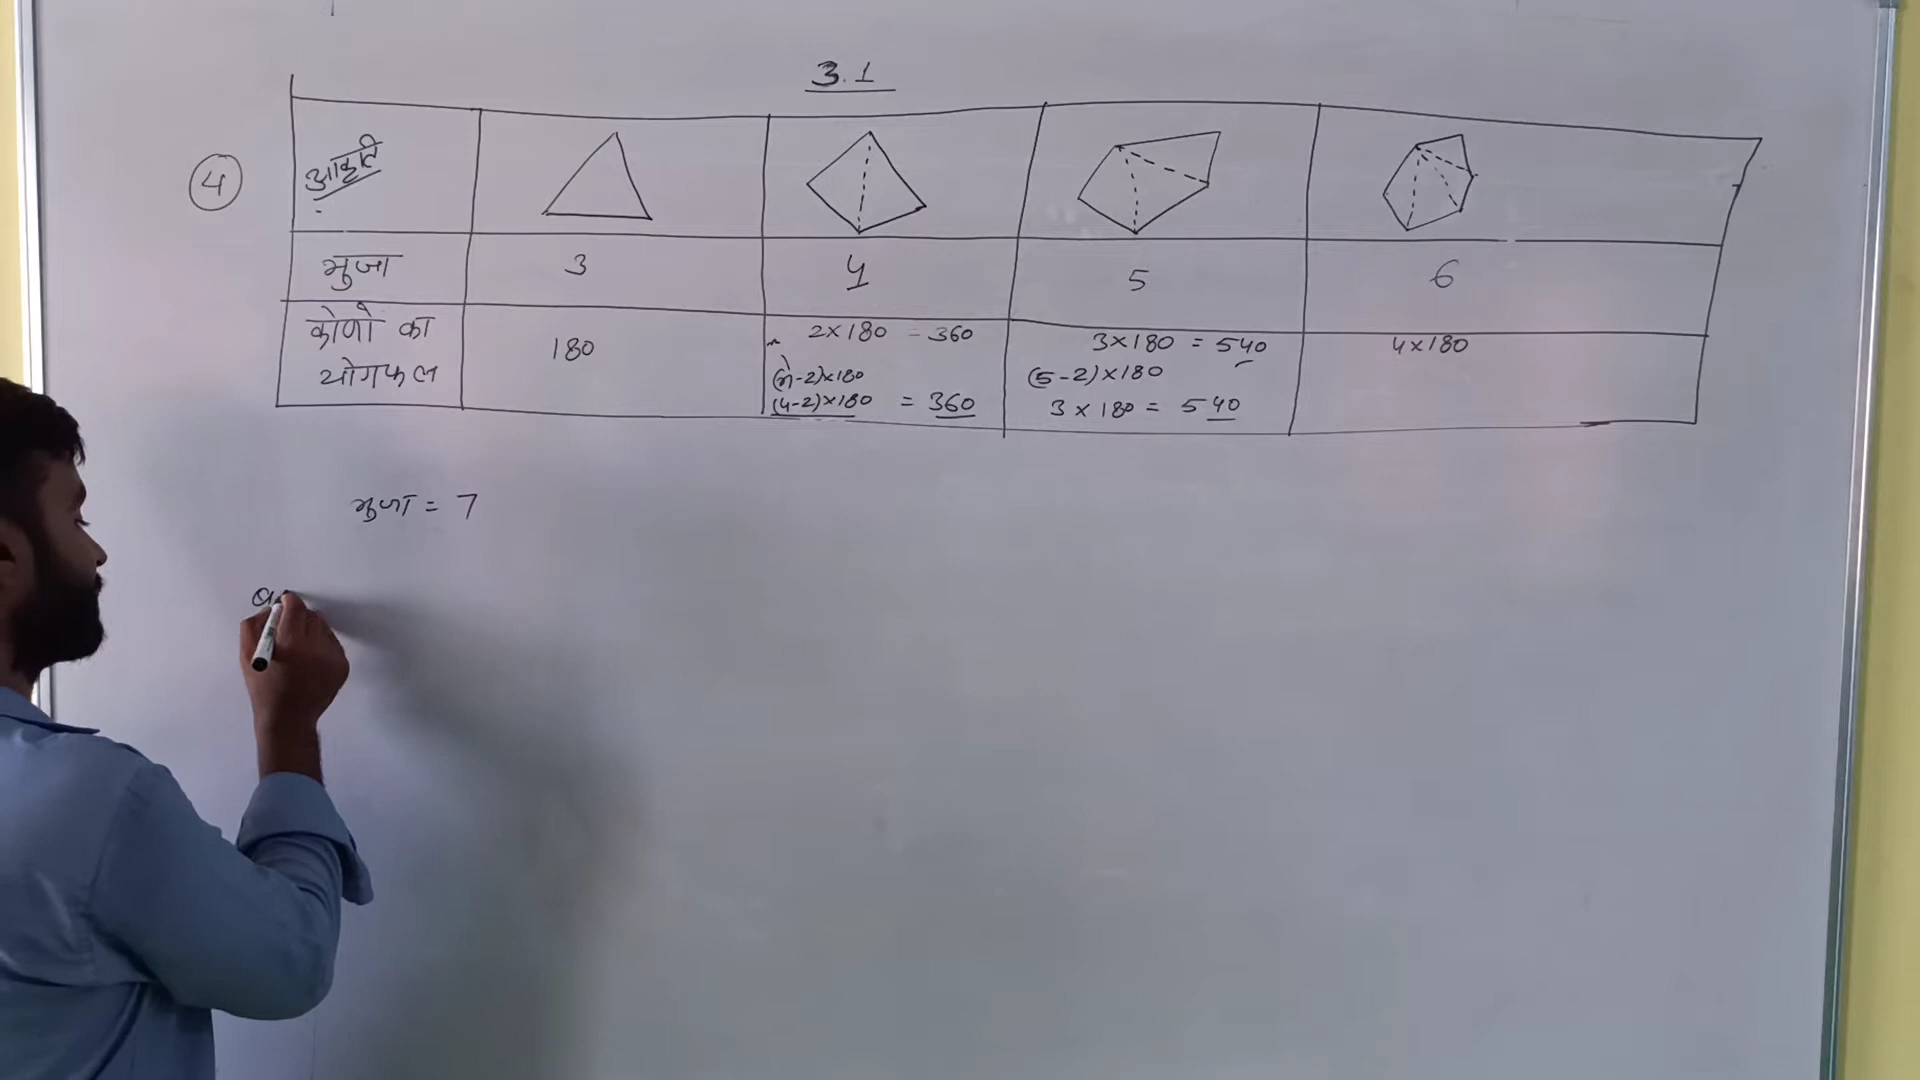 3.1
4
आकृति
भुजा 3 4 5 6
कोणों का
योगफल
180
2×180 = 360
(n-2)×180
(4-2)×180 = 360
3×180 = 540
(5-2)×180
3×180 = 540
4×180
भुजा = 7